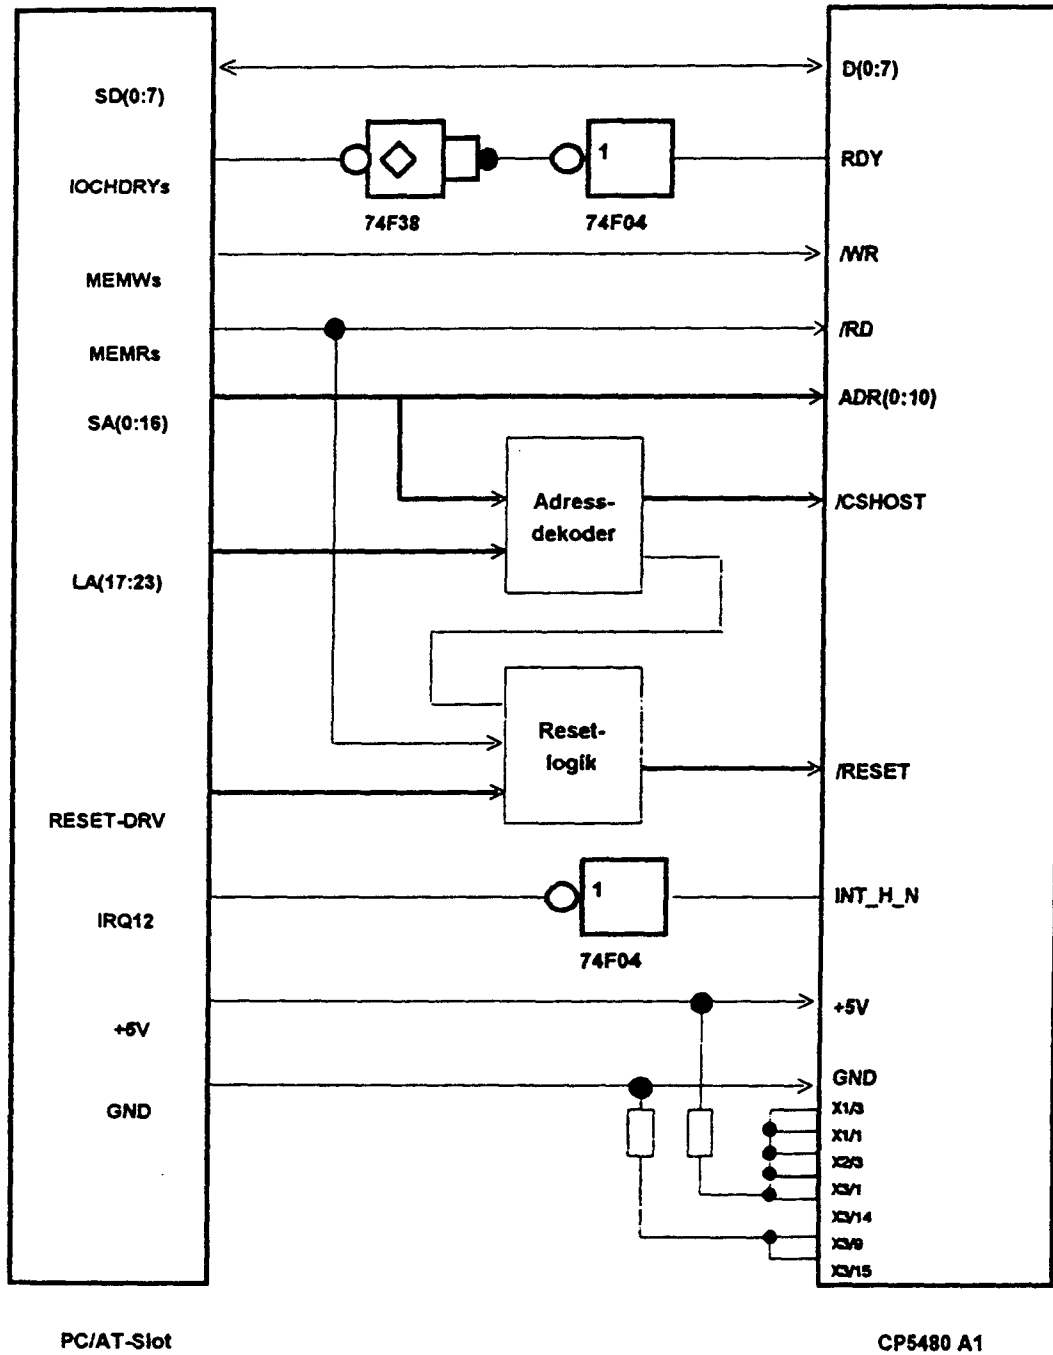 D(0:7)
SD(0:7)
1
RDY
IOCHDRYs
74F38
74F04
/WR
MEMWs
/RD
MEMRs
ADR(0:10)
SA(0:16)
Adress-
dekoder
/CSHOST
LA(17:23)
Reset-
logik
/RESET
RESET-DRV
1
INT_H_N
IRQ12
74F04
+5V
+5V
GND
GND
X1/3
X1/1
X2/3
X3/1
X3/14
X3/9
X3/15
PC/AT-Slot
CP5480 A1